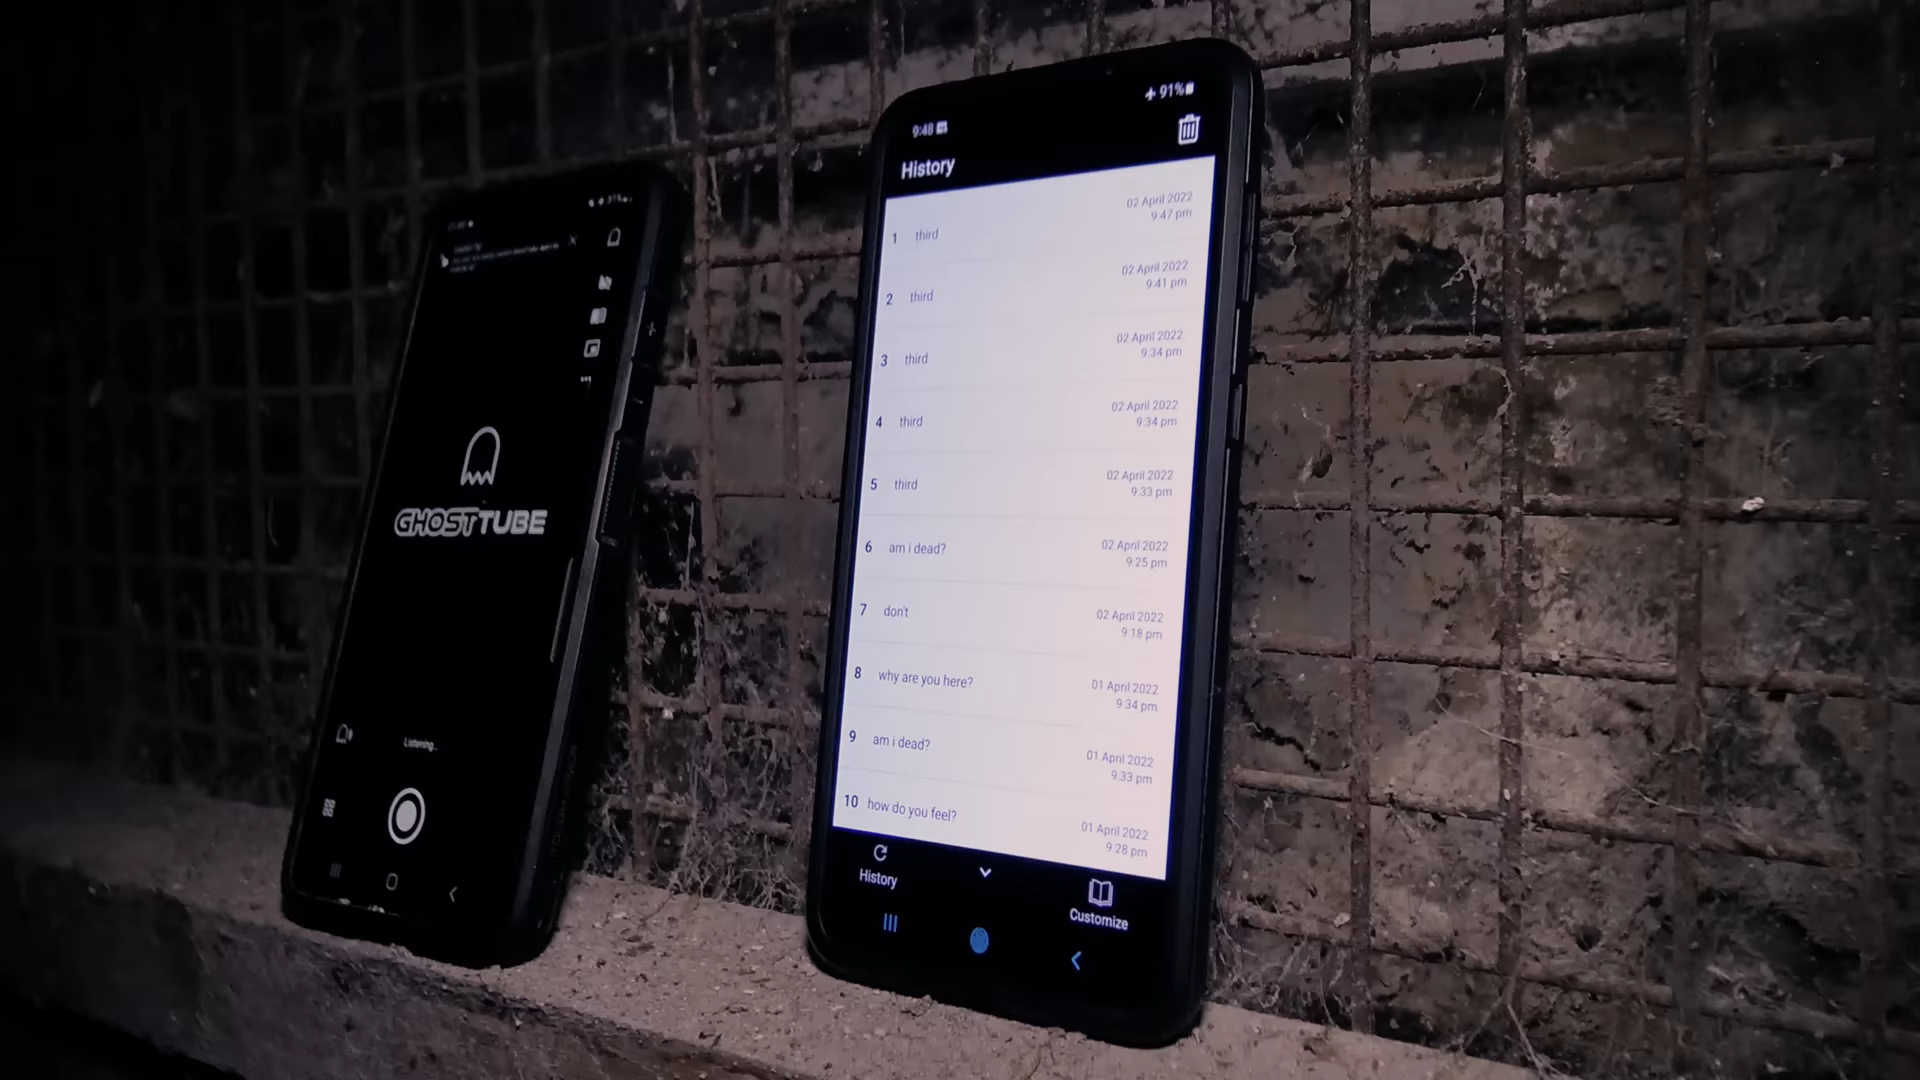 GHOSTTUBE
Listening...
9:48
91%
History
1 third 02 April 2022
9:47 pm
2 third 02 April 2022
9:41 pm
3 third 02 April 2022
9:34 pm
4 third 02 April 2022
9:34 pm
5 third 02 April 2022
9:33 pm
6 am i dead? 02 April 2022
9:25 pm
7 don't 02 April 2022
9:18 pm
8 why are you here? 01 April 2022
9:34 pm
9 am i dead? 01 April 2022
9:33 pm
10 how do you feel? 01 April 2022
9:28 pm
History
Customize